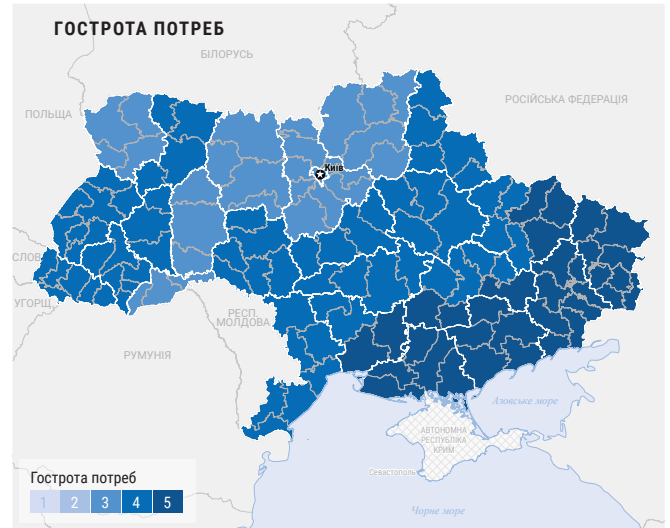 ГОСТРОТА ПОТРЕБ
БІЛОРУСЬ
ПОЛЬЩА
РОСІЙСЬКА ФЕДЕРАЦІЯ
Київ
СЛОВ
УГОРЩ.
РЕСП.
МОЛДОВА
РУМУНІЯ
Азовське море
АВТОНОМНА
РЕСПУБЛІКА
КРИМ
Севастополь
Гострота потреб
1 2 3 4 5
Чорне море